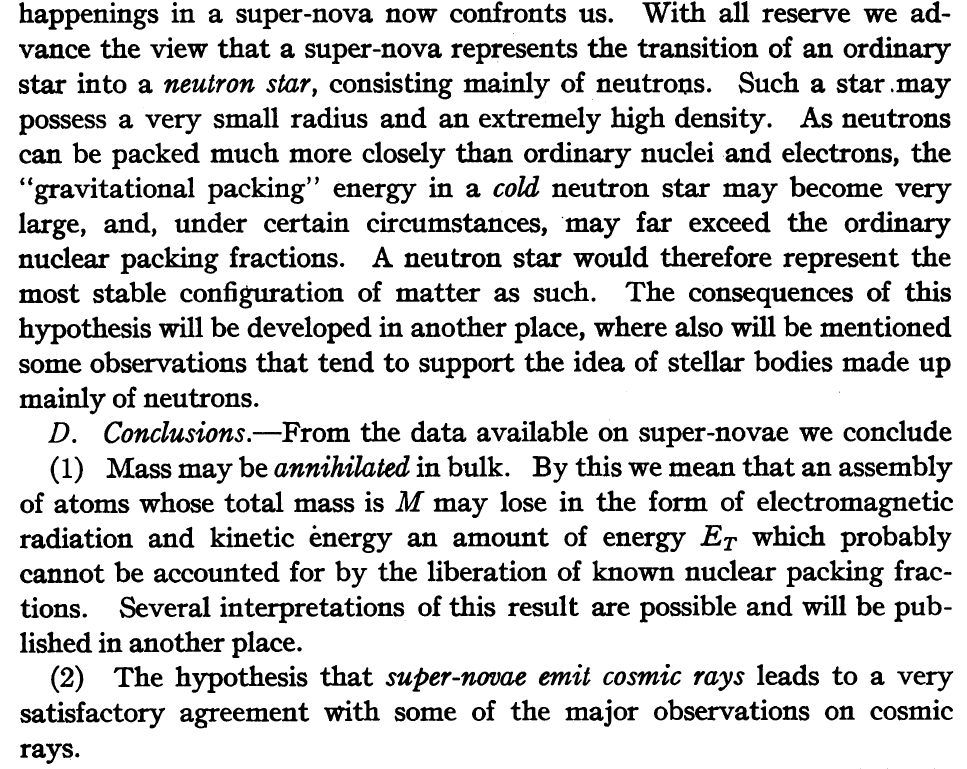 happenings in a super-nova now confronts us. With all reserve we ad-
vance the view that a super-nova represents the transition of an ordinary
star into a neutron star, consisting mainly of neutrons. Such a star may
possess a very small radius and an extremely high density. As neutrons
can be packed much more closely than ordinary nuclei and electrons, the
“gravitational packing” energy in a cold neutron star may become very
large, and, under certain circumstances, may far exceed the ordinary
nuclear packing fractions. A neutron star would therefore represent the
most stable configuration of matter as such. The consequences of this
hypothesis will be developed in another place, where also will be mentioned
some observations that tend to support the idea of stellar bodies made up
mainly of neutrons.
D. Conclusions.—From the data available on super-novae we conclude
(1) Mass may be annihilated in bulk. By this we mean that an assembly
of atoms whose total mass is M may lose in the form of electromagnetic
radiation and kinetic energy an amount of energy E_T which probably
cannot be accounted for by the liberation of known nuclear packing frac-
tions. Several interpretations of this result are possible and will be pub-
lished in another place.
(2) The hypothesis that super-novae emit cosmic rays leads to a very
satisfactory agreement with some of the major observations on cosmic
rays.